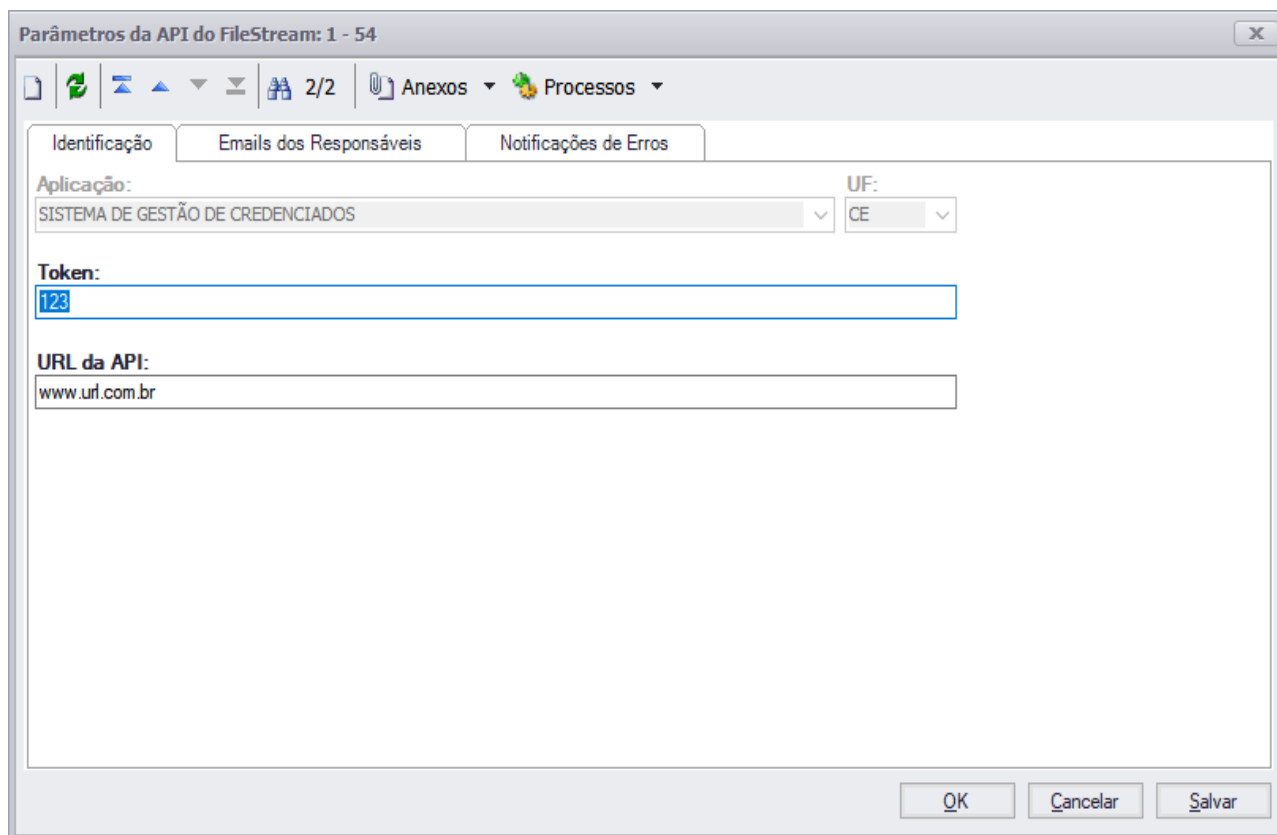 Parâmetros da API do FileStream: 1 - 54
2/2 Anexos Processos
Identificação Emails dos Responsáveis Notificações de Erros
Aplicação: UF:
SISTEMA DE GESTÃO DE CREDENCIADOS CE
Token:
123
URL da API:
www.url.com.br
OK Cancelar Salvar